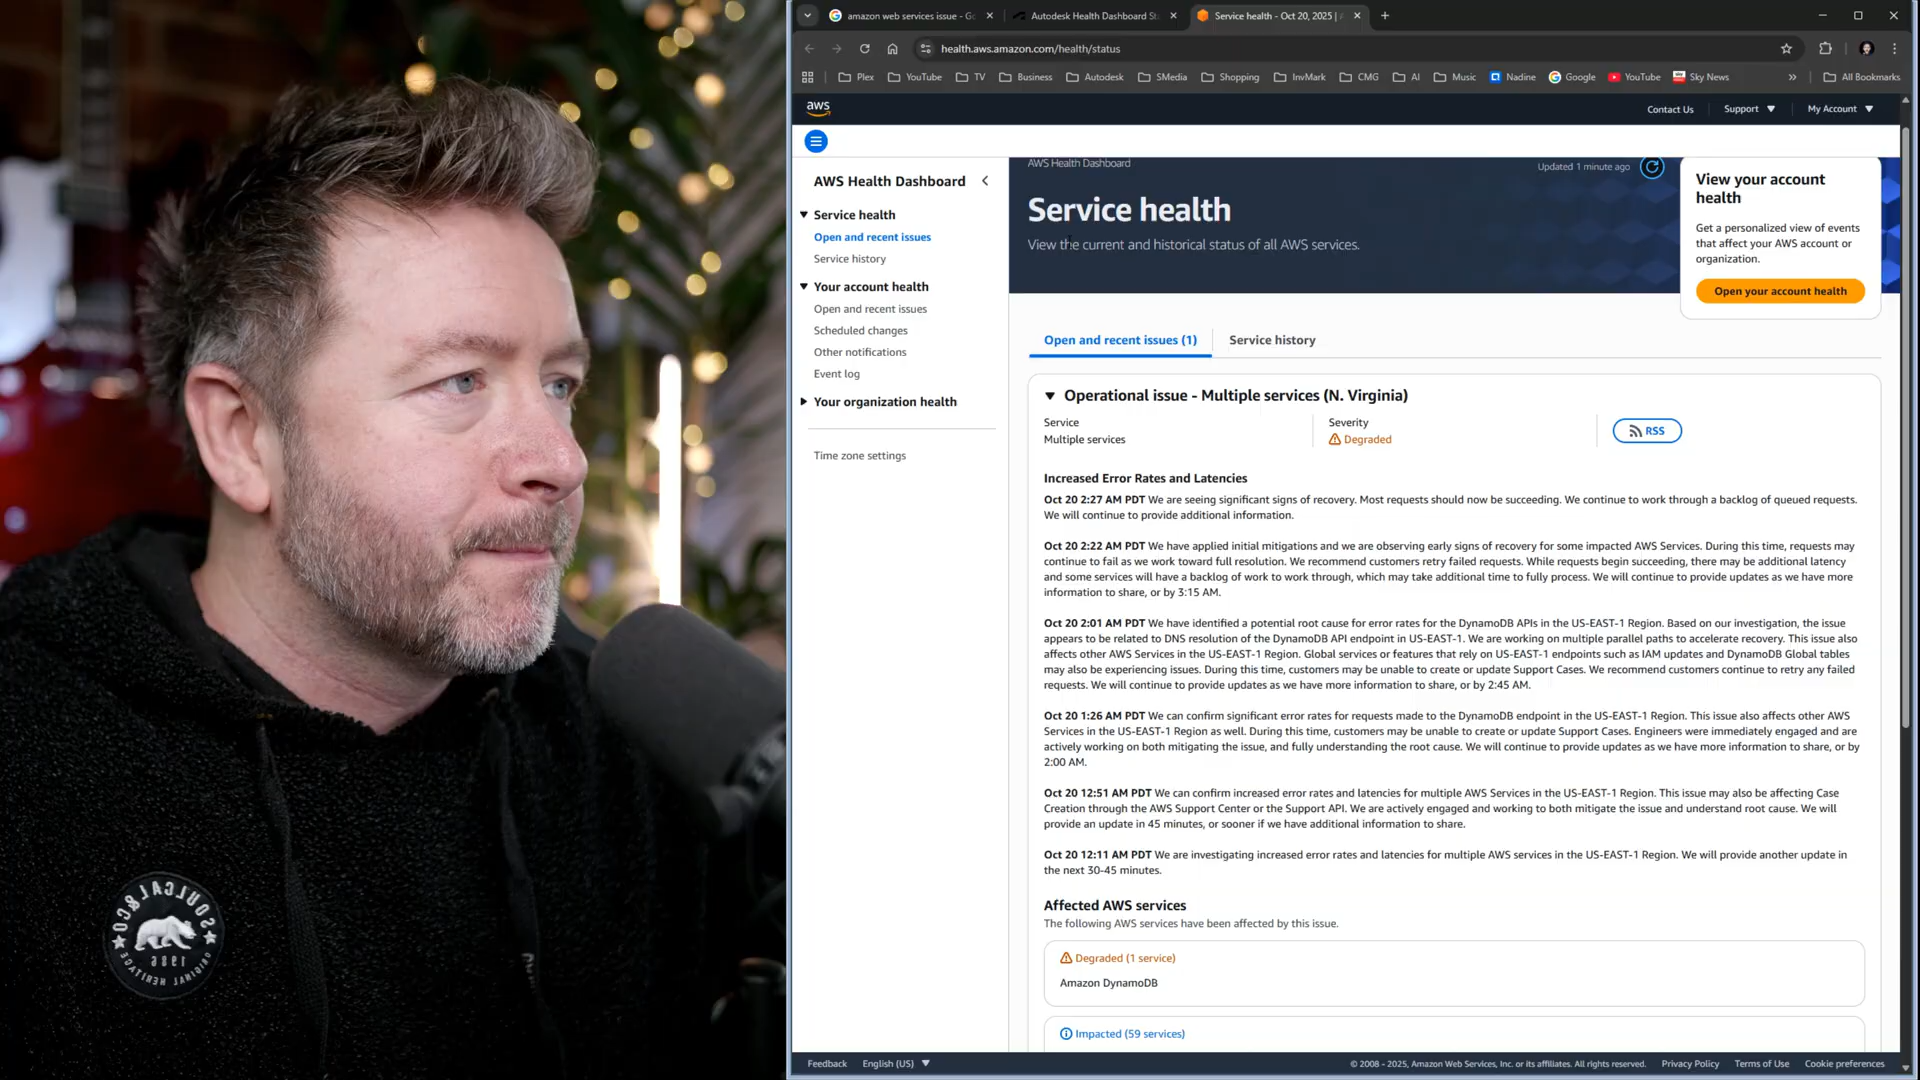 amazon web services issue - Go
Autodesk Health Dashboard St
Service health - Oct 20, 2025 |
health.aws.amazon.com/health/status
Plex
YouTube
TV
Business
Autodesk
SMedia
Shopping
InvMark
CMG
AI
Music
Nadine
Google
YouTube
Sky News
All Bookmarks
aws
Contact Us
Support
My Account
AWS Health Dashboard
Service health
Open and recent issues
Service history
Your account health
Open and recent issues
Scheduled changes
Other notifications
Event log
Your organization health
Time zone settings
AWS Health Dashboard
Updated 1 minute ago
Service health
View the current and historical status of all AWS services.
View your account
health
Get a personalized view of events
that affect your AWS account or
organization.
Open your account health
Open and recent issues (1)
Service history
Operational issue - Multiple services (N. Virginia)
Service
Multiple services
Severity
Degraded
RSS
Increased Error Rates and Latencies
Oct 20 2:27 AM PDT We are seeing significant signs of recovery. Most requests should now be succeeding. We continue to work through a backlog of queued requests.
We will continue to provide additional information.
Oct 20 2:22 AM PDT We have applied initial mitigations and we are observing early signs of recovery for some impacted AWS Services. During this time, requests may
continue to fail as we work toward full resolution. We recommend customers retry failed requests. While requests begin succeeding, there may be additional latency
and some services will have a backlog of work to work through, which may take additional time to fully process. We will continue to provide updates as we have more
information to share, or by 3:15 AM.
Oct 20 2:01 AM PDT We have identified a potential root cause for error rates for the DynamoDB APIs in the US-EAST-1 Region. Based on our investigation, the issue
appears to be related to DNS resolution of the DynamoDB API endpoint in US-EAST-1. We are working on multiple parallel paths to accelerate recovery. This issue also
affects other AWS Services in the US-EAST-1 Region. Global services or features that rely on US-EAST-1 endpoints such as IAM updates and DynamoDB Global tables
may also be experiencing issues. During this time, customers may be unable to create or update Support Cases. We recommend customers continue to retry any failed
requests. We will continue to provide updates as we have more information to share, or by 2:45 AM.
Oct 20 1:26 AM PDT We can confirm significant error rates for requests made to the DynamoDB endpoint in the US-EAST-1 Region. This issue also affects other AWS
Services in the US-EAST-1 Region as well. During this time, customers may be unable to create or update Support Cases. Engineers were immediately engaged and are
actively working on both mitigating the issue, and fully understanding the root cause. We will continue to provide updates as we have more information to share, or by
2:00 AM.
Oct 20 12:51 AM PDT We can confirm increased error rates and latencies for multiple AWS Services in the US-EAST-1 Region. This issue may also be affecting Case
Creation through the AWS Support Center or the Support API. We are actively engaged and working to both mitigate the issue and understand root cause. We will
provide an update in 45 minutes, or sooner if we have additional information to share.
Oct 20 12:11 AM PDT We are investigating increased error rates and latencies for multiple AWS services in the US-EAST-1 Region. We will provide another update in
the next 30-45 minutes.
Affected AWS services
The following AWS services have been affected by this issue.
Degraded (1 service)
Amazon DynamoDB
Impacted (59 services)
Feedback
English (US)
© 2008 - 2025, Amazon Web Services, Inc. or its affiliates. All rights reserved.
Privacy Policy
Terms of Use
Cookie preferences
SOULCAL&CO
1986
ORIGINAL HERITAGE